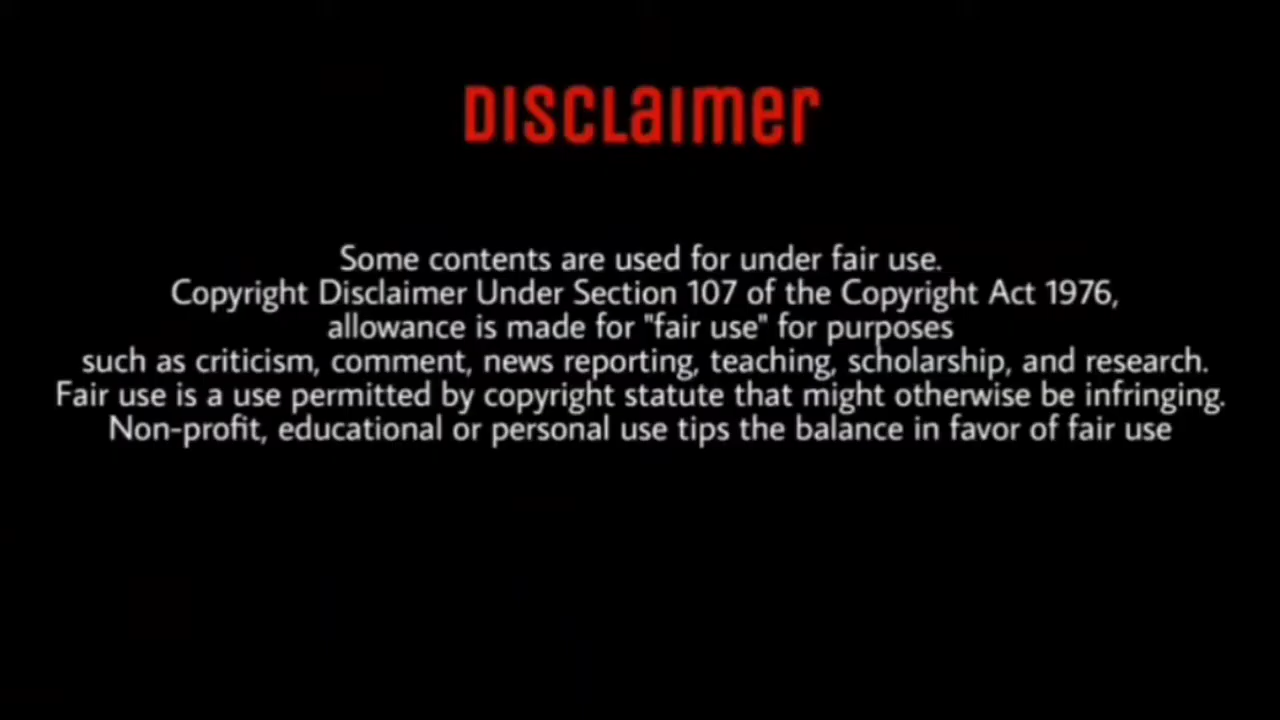 DISCLaImer
Some contents are used for under fair use.
Copyright Disclaimer Under Section 107 of the Copyright Act 1976,
allowance is made for "fair use" for purposes
such as criticism, comment, news reporting, teaching, scholarship, and research.
Fair use is a use permitted by copyright statute that might otherwise be infringing.
Non-profit, educational or personal use tips the balance in favor of fair use